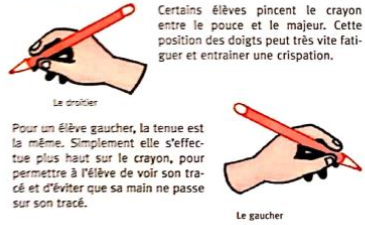 Certains élèves pincent le crayon
entre le pouce et le majeur. Cette
position des doigts peut très vite fati-
guer et entrainer une crispation.
Le droitier
Pour un élève gaucher, la tenue est
la même. Simplement elle s'effec-
tue plus haut sur le crayon, pour
permettre à l'élève de voir son tra-
cé et d'éviter que sa main ne passe
sur son tracé.
Le gaucher